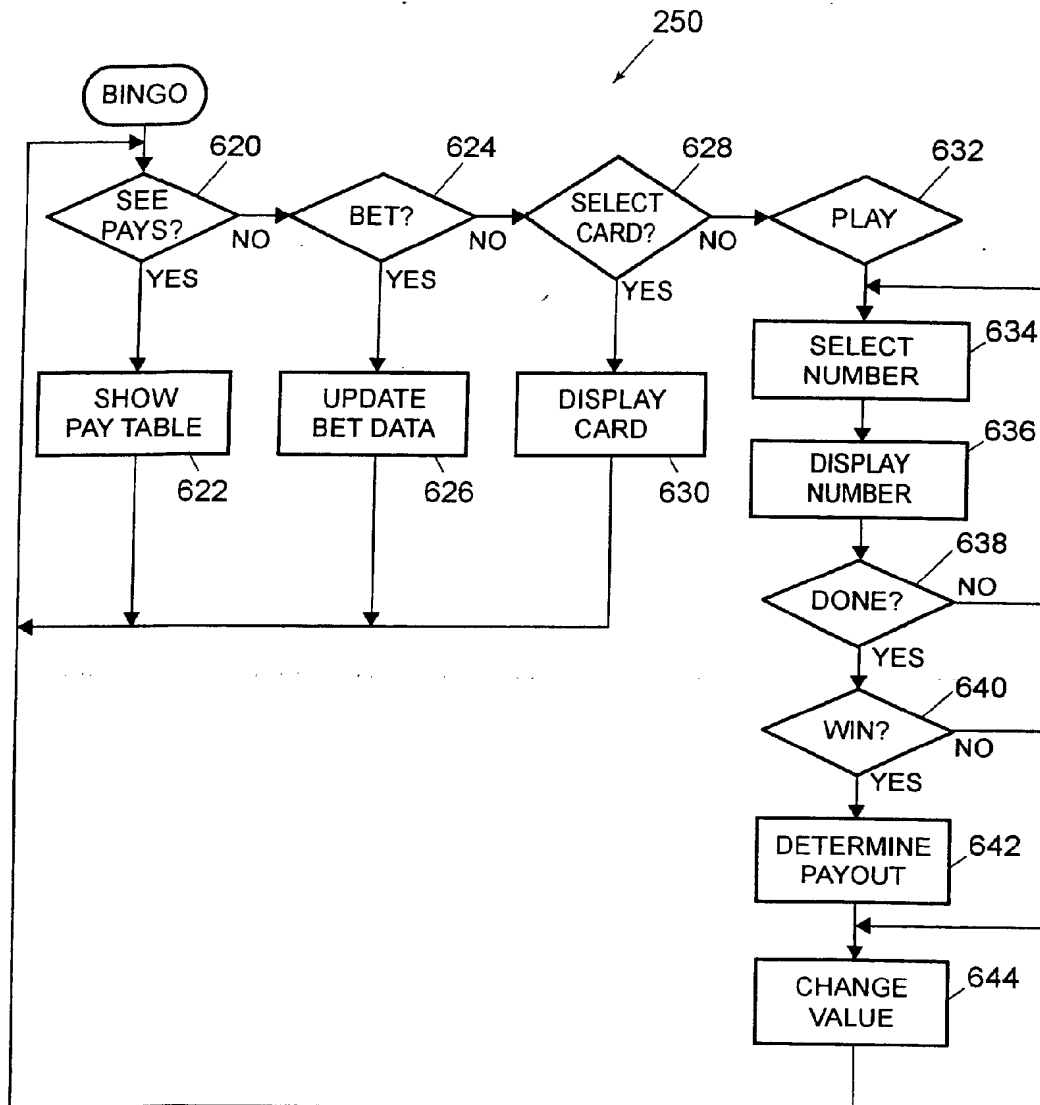 250
BINGO
620
624
628
632
SEE
PAYS?
BET?
SELECT
CARD?
PLAY
NO
NO
NO
YES
YES
YES
SHOW
PAY TABLE
622
UPDATE
BET DATA
626
DISPLAY
CARD
630
SELECT
NUMBER
634
DISPLAY
NUMBER
636
638
DONE?
NO
YES
640
WIN?
NO
YES
DETERMINE
PAYOUT
642
CHANGE
VALUE
644